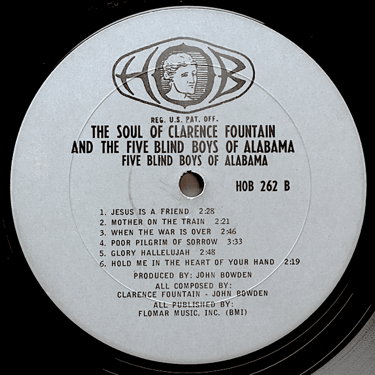 HOB
REG. U.S. PAT. OFF.
THE SOUL OF CLARENCE FOUNTAIN
AND THE FIVE BLIND BOYS OF ALABAMA
FIVE BLIND BOYS OF ALABAMA
HOB 262 B
1. JESUS IS A FRIEND 2:28
2. MOTHER ON THE TRAIN 2:21
3. WHEN THE WAR IS OVER 2:46
4. POOR PILGRIM OF SORROW 3:33
5. GLORY HALLELUJAH 2:48
6. HOLD ME IN THE HEART OF YOUR HAND 2:19
PRODUCED BY: JOHN BOWDEN
ALL COMPOSED BY:
CLARENCE FOUNTAIN - JOHN BOWDEN
ALL PUBLISHED BY:
FLOMAR MUSIC, INC. (BMI)